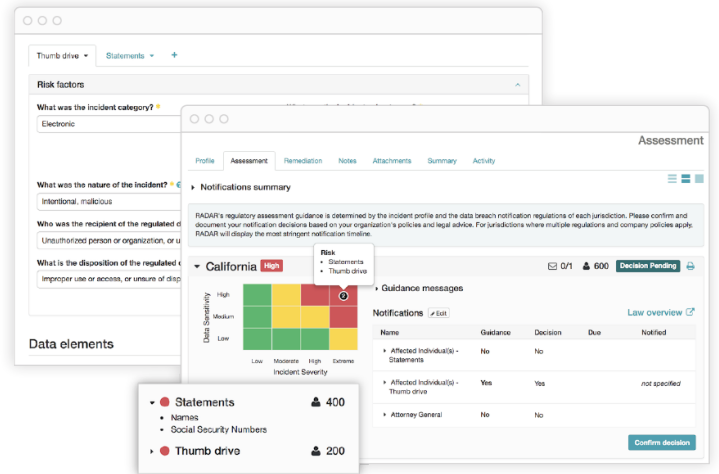 Thumb drive
Statements
+
Risk factors
What was the incident category? *
Electronic
What was the nature of the incident? *
Intentional, malicious
Who was the recipient of the regulated d
Unauthorized person or organization, or u
What is the disposition of the regulated
Improper use or access, or unsure of disp
Data elements
Assessment
Profile Assessment Remediation Notes Attachments Summary Activity
Notifications summary
RADAR's regulatory assessment guidance is determined by the incident profile and the data breach notification regulations of each jurisdiction. Please confirm and
document your notification decisions based on your organization's policies and legal advice. For jurisdictions where multiple regulations and company policies apply,
RADAR will display the most stringent notification timeline.
Risk
• Statements
• Thumb drive
California High
0/1 600 Decision Pending
Data Sensitivity
High
Medium
Low
2
Low Moderate High Extreme
Incident Severity
Guidance messages
Notifications Edit Law overview
Name Guidance Decision Due Notified
Affected Individual(s) - No No
Statements
Affected Individual(s) - Yes Yes not specified
Thumb drive
Attorney General No No
Confirm decision
Statements 400
• Names
• Social Security Numbers
Thumb drive 200